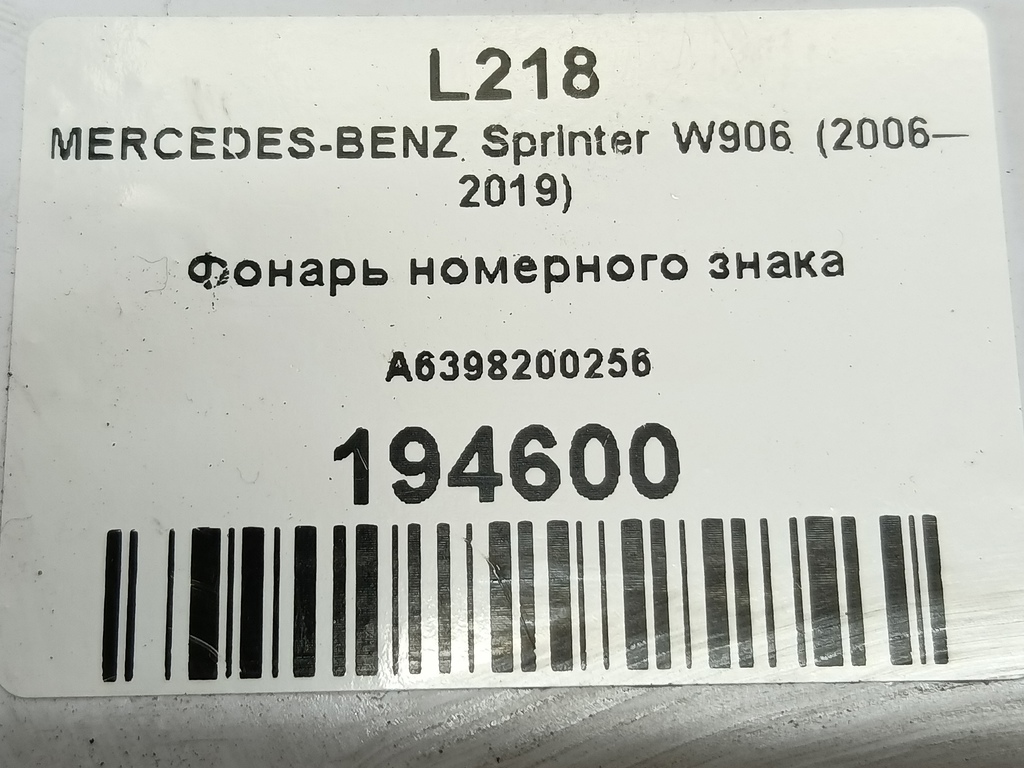 L218
MERCEDES-BENZ Sprinter W906 (2006—
2019)
Фонарь номерного знака
A6398200256
194600